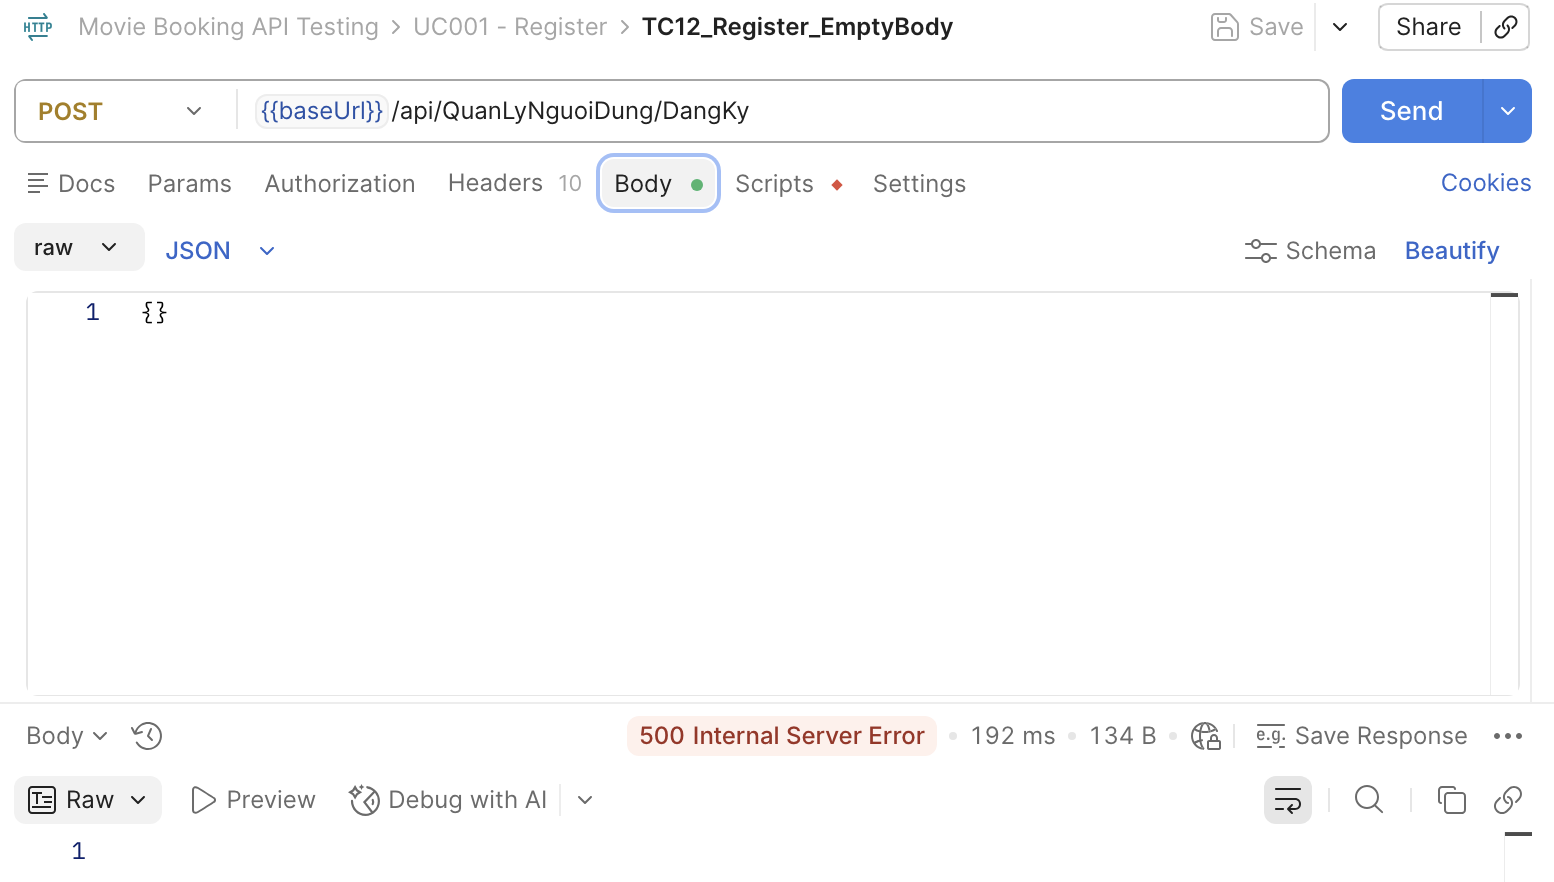 HTTP Movie Booking API Testing > UC001 - Register > TC12_Register_EmptyBody Save Share
POST {{baseUrl}}/api/QuanLyNguoiDung/DangKy Send
Docs Params Authorization Headers 10 Body Scripts Settings Cookies
raw JSON Schema Beautify
1 {}
Body 500 Internal Server Error 192 ms 134 B e.g. Save Response
Raw Preview Debug with AI
1